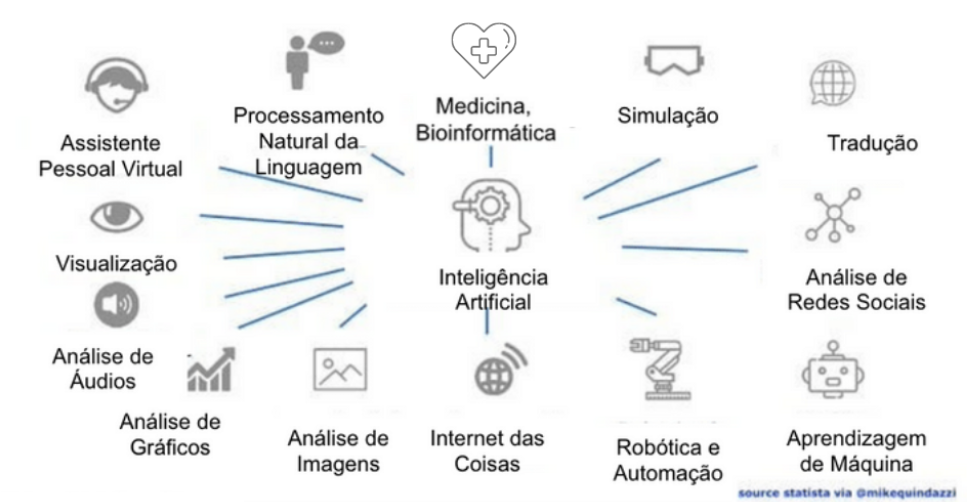 Assistente
Pessoal Virtual
Processamento
Natural da
Linguagem
Medicina,
Bioinformática
Simulação
Tradução
Visualização
Inteligência
Artificial
Análise de
Redes Sociais
Análise de
Áudios
Análise de
Gráficos
Análise de
Imagens
Internet das
Coisas
Robótica e
Automação
Aprendizagem
de Máquina
source statista via @mikequindazzi